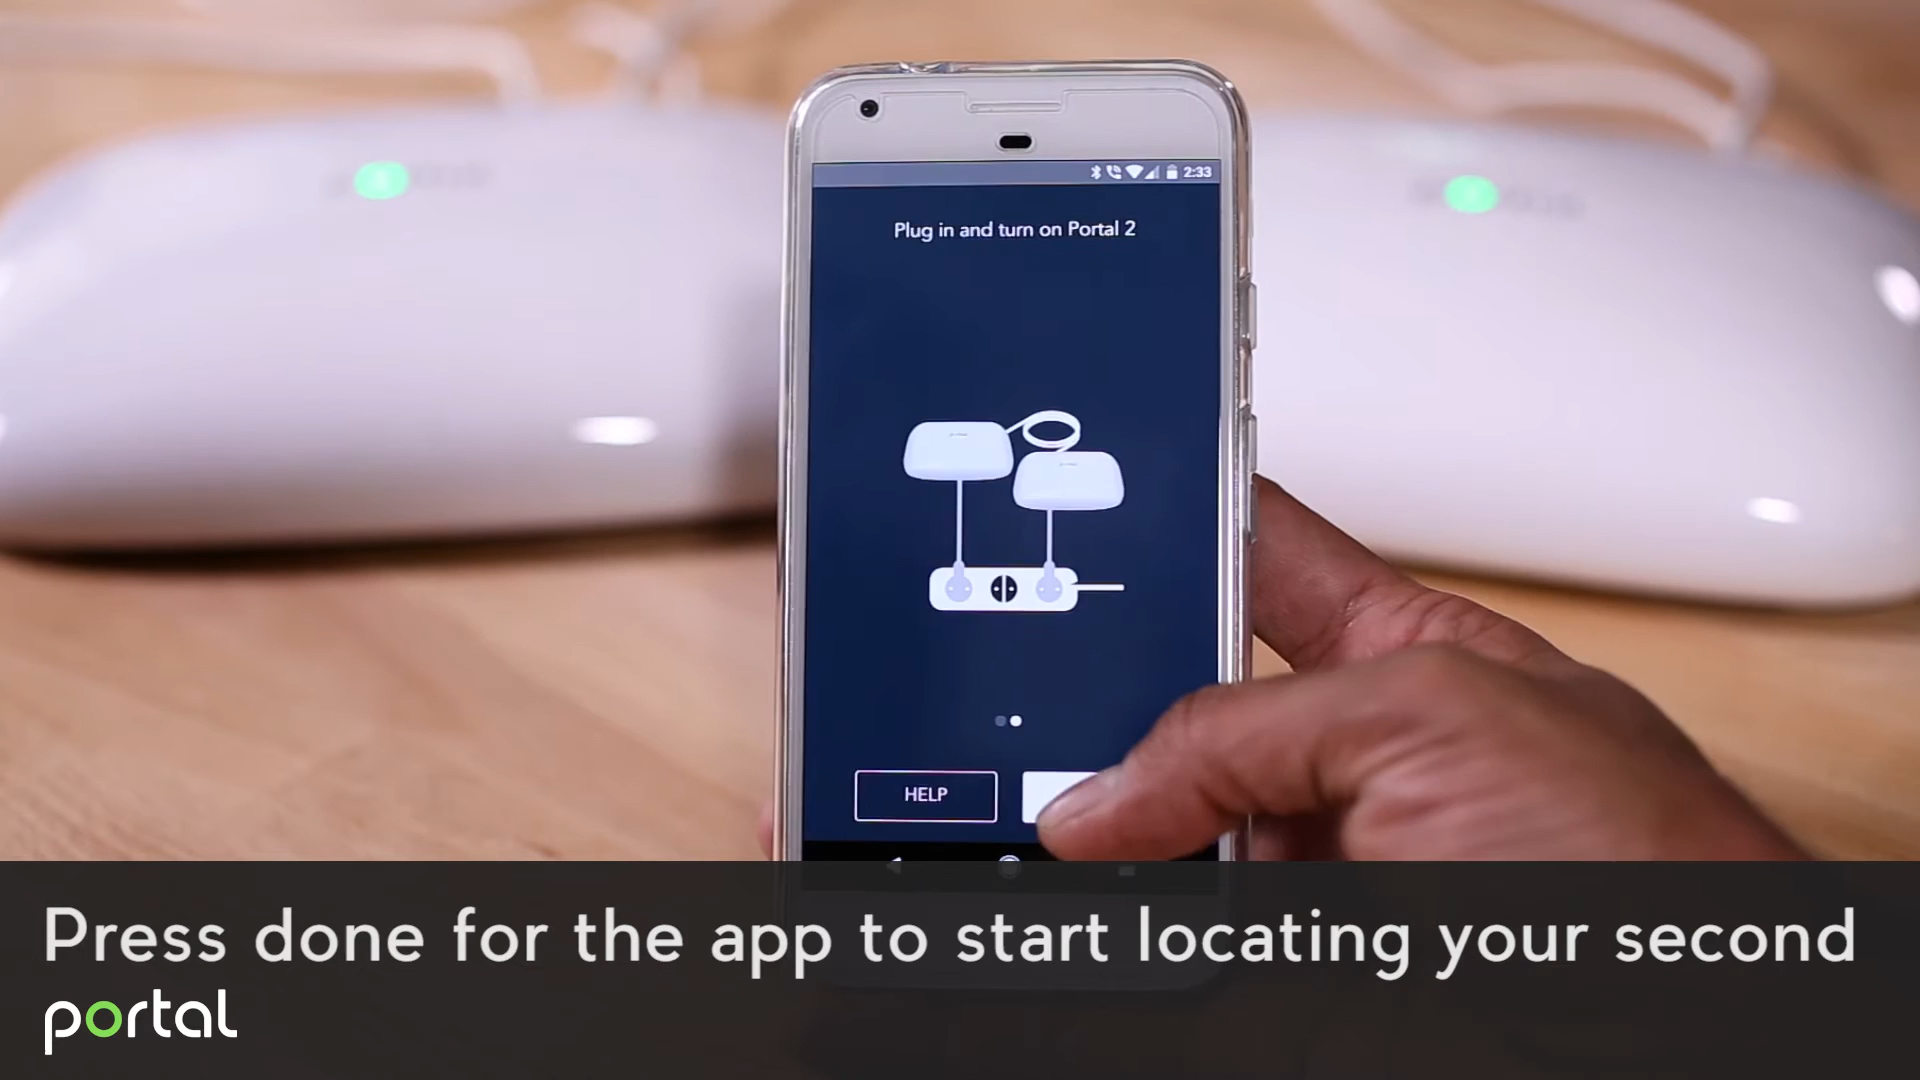 2:33
Plug in and turn on Portal 2
HELP
Press done for the app to start locating your second
portal